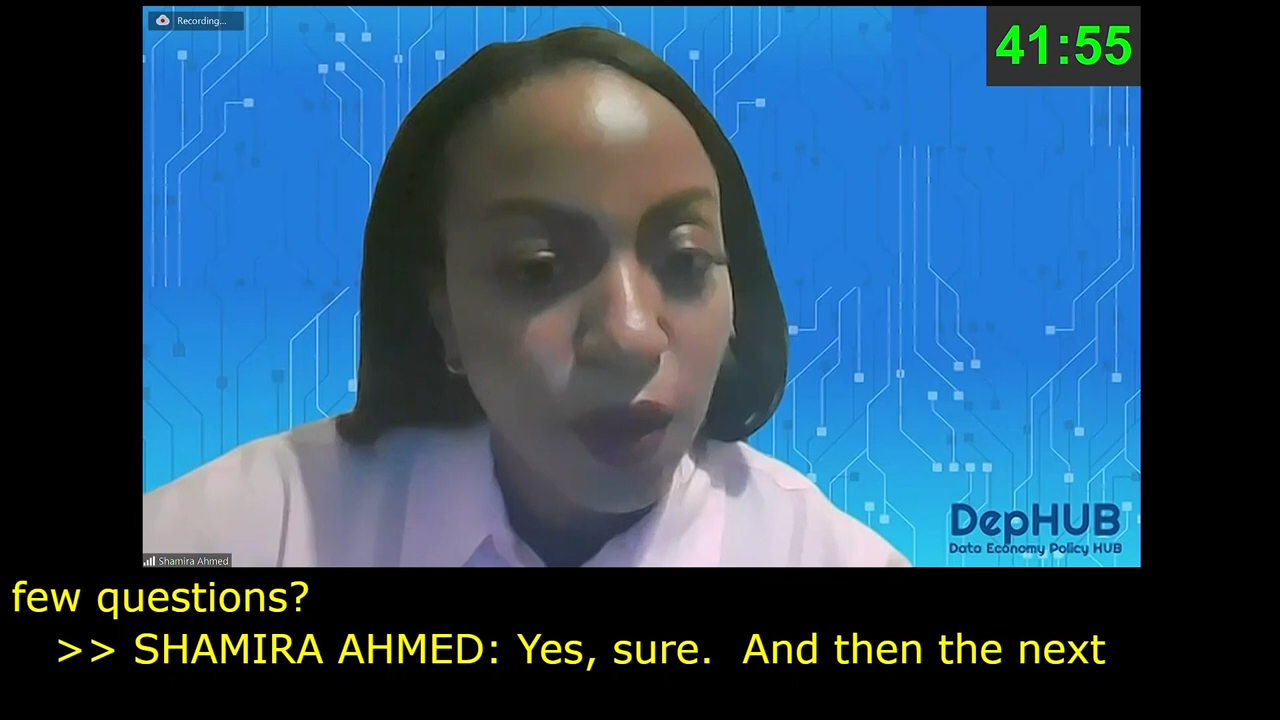 Recording...
41:55
DepHUB
Data Economy Policy HUB
Shamira Ahmed
few questions?
>> SHAMIRA AHMED: Yes, sure. And then the next